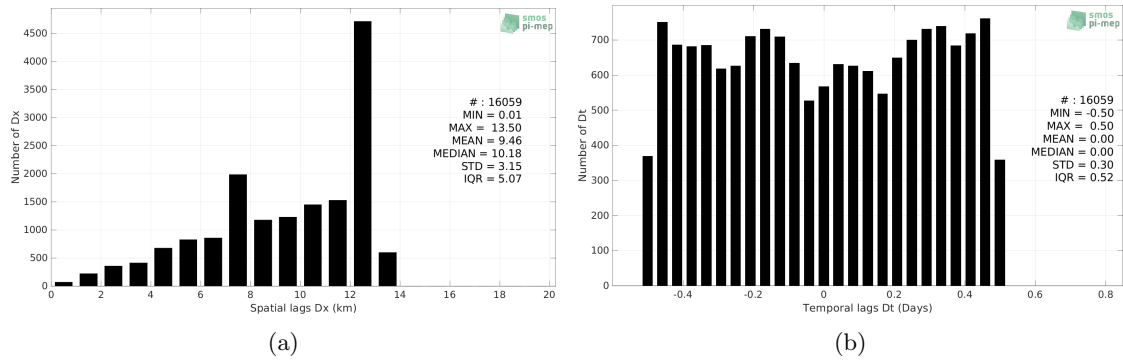 smos
pi-mep
4500
4000
3500
3000
2500
2000
1500
1000
500
0
Number of Dx
# : 16059
MIN = 0.01
MAX = 13.50
MEAN = 9.46
MEDIAN = 10.18
STD = 3.15
IQR = 5.07
0 2 4 6 8 10 12 14 16 18 20
Spatial lags Dx (km)
(a)
smos
pi-mep
700
600
500
400
300
200
100
0
Number of Dt
# : 16059
MIN = -0.50
MAX = 0.50
MEAN = 0.00
MEDIAN = 0.00
STD = 0.30
IQR = 0.52
-0.4 -0.2 0 0.2 0.4 0.6 0.8
Temporal lags Dt (Days)
(b)